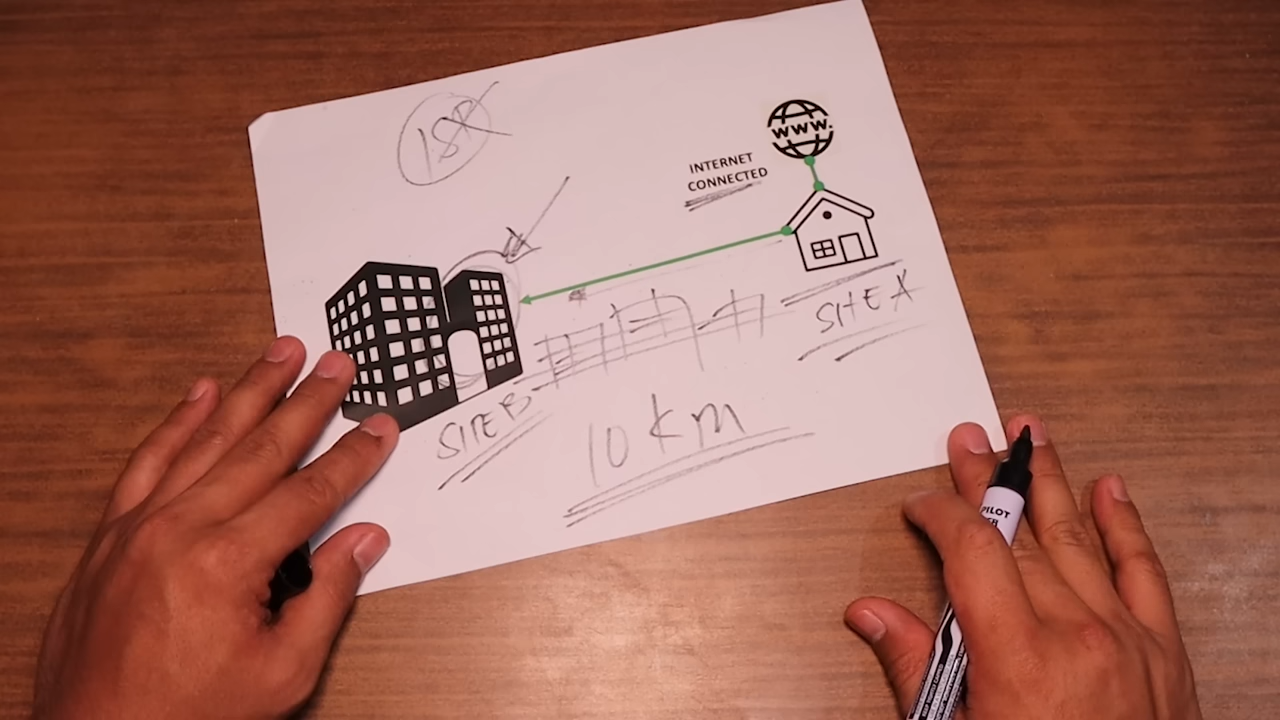 ISP
WWW.
INTERNET
CONNECTED
SITE A
SITE B
10 km
PILOT